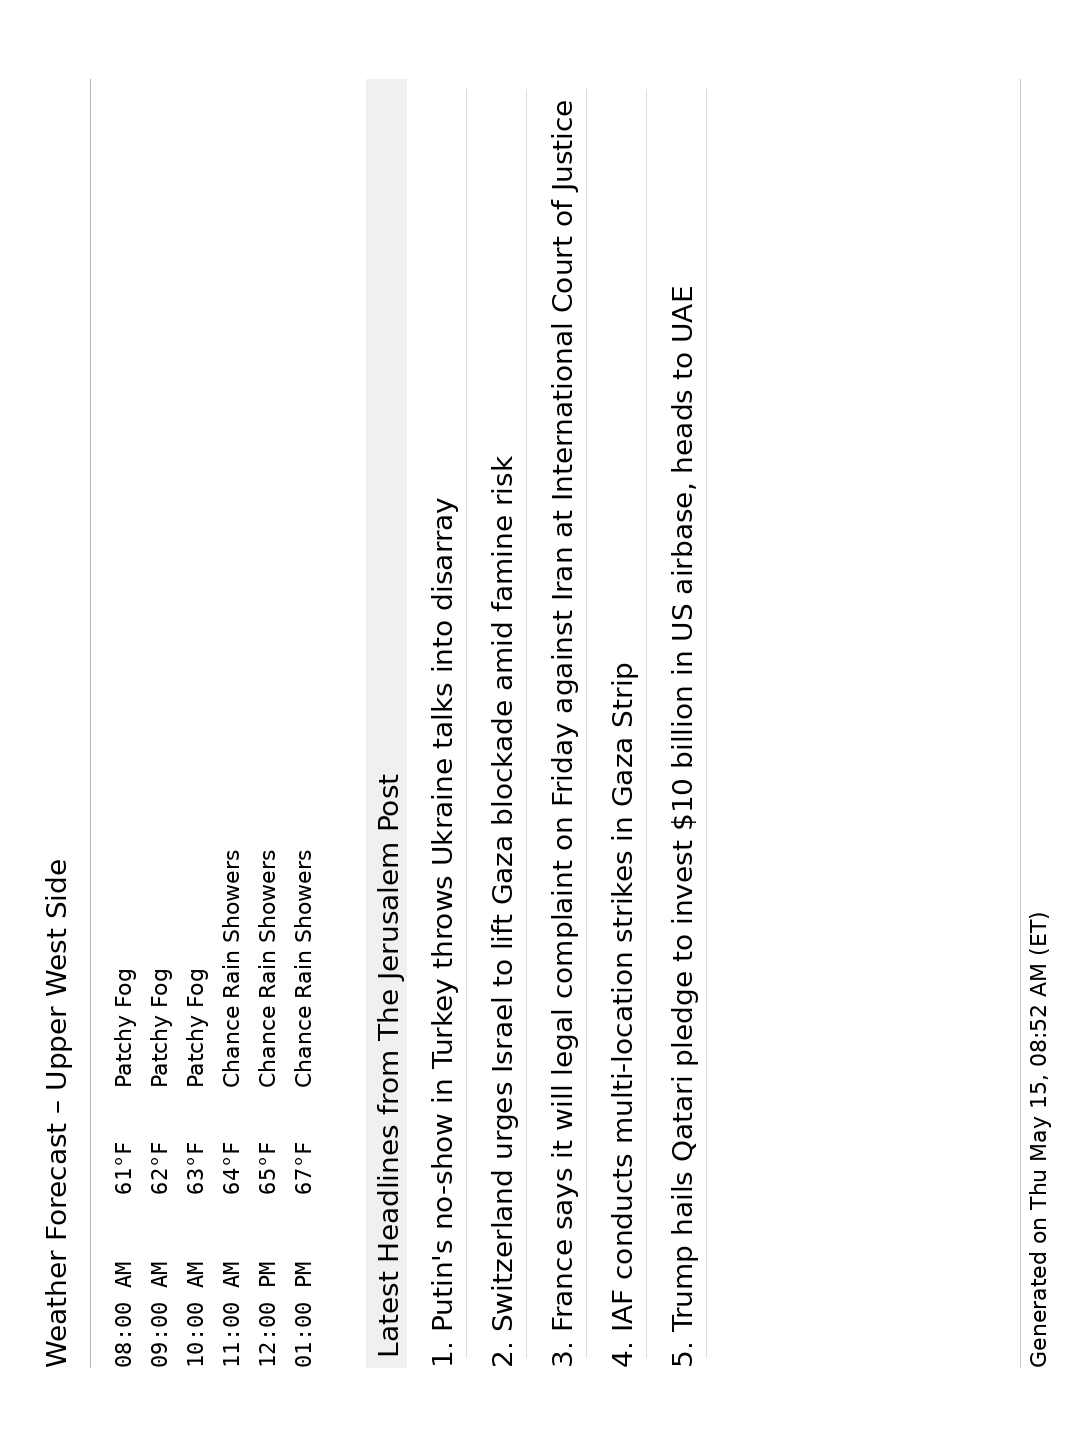 Weather Forecast – Upper West Side
08:00 AM 61°F Patchy Fog
09:00 AM 62°F Patchy Fog
10:00 AM 63°F Patchy Fog
11:00 AM 64°F Chance Rain Showers
12:00 PM 65°F Chance Rain Showers
01:00 PM 67°F Chance Rain Showers
Latest Headlines from The Jerusalem Post
1. Putin's no-show in Turkey throws Ukraine talks into disarray
2. Switzerland urges Israel to lift Gaza blockade amid famine risk
3. France says it will legal complaint on Friday against Iran at International Court of Justice
4. IAF conducts multi-location strikes in Gaza Strip
5. Trump hails Qatari pledge to invest $10 billion in US airbase, heads to UAE
Generated on Thu May 15, 08:52 AM (ET)